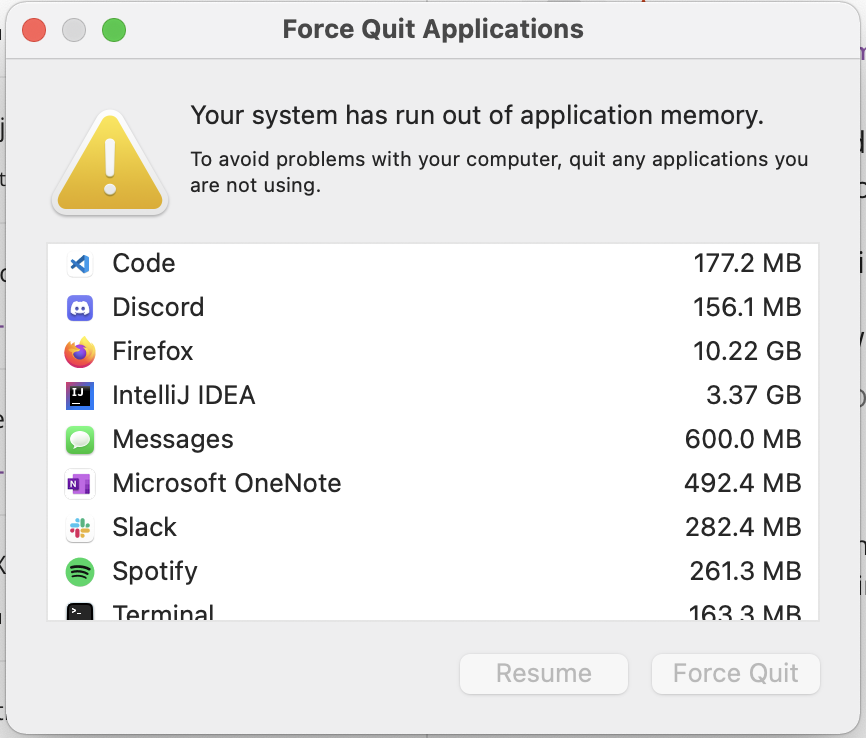 Force Quit Applications
Your system has run out of application memory.
To avoid problems with your computer, quit any applications you
are not using.
Code 177.2 MB
Discord 156.1 MB
Firefox 10.22 GB
IntelliJ IDEA 3.37 GB
Messages 600.0 MB
Microsoft OneNote 492.4 MB
Slack 282.4 MB
Spotify 261.3 MB
Terminal 163.3 MB
Resume Force Quit